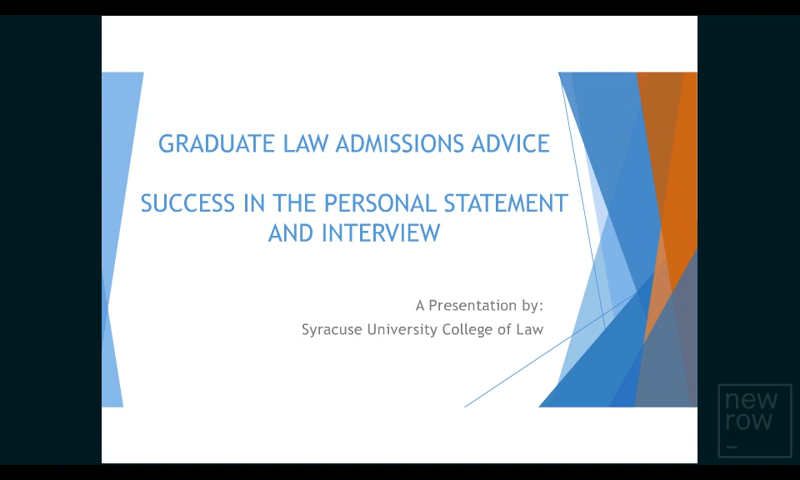 GRADUATE LAW ADMISSIONS ADVICE
SUCCESS IN THE PERSONAL STATEMENT
AND INTERVIEW
A Presentation by:
Syracuse University College of Law
new
row
_